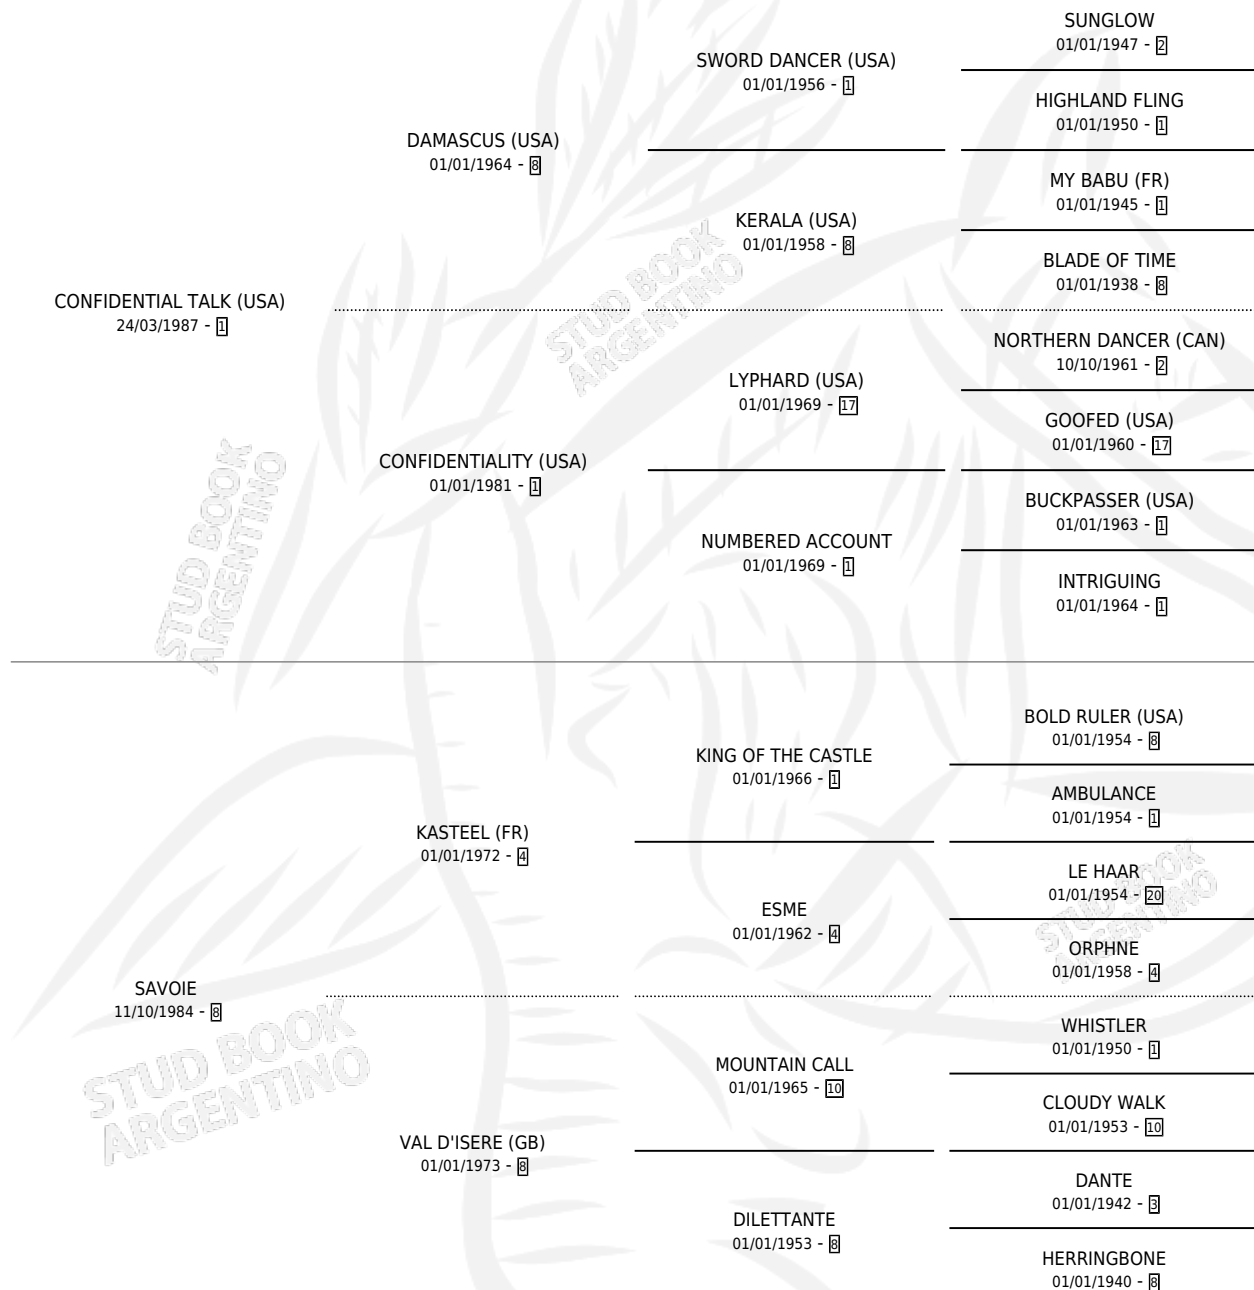 SUNGLOW
01/01/1947 - 2
SWORD DANCER (USA)
01/01/1956 - 1
HIGHLAND FLING
01/01/1950 - 1
DAMASCUS (USA)
01/01/1964 - 8
MY BABU (FR)
01/01/1945 - 1
KERALA (USA)
01/01/1958 - 8
BLADE OF TIME
01/01/1938 - 8
CONFIDENTIAL TALK (USA)
24/03/1987 - 1
NORTHERN DANCER (CAN)
10/10/1961 - 2
LYPHARD (USA)
01/01/1969 - 17
GOOFED (USA)
01/01/1960 - 17
CONFIDENTIALITY (USA)
01/01/1981 - 1
BUCKPASSER (USA)
01/01/1963 - 1
NUMBERED ACCOUNT
01/01/1969 - 1
INTRIGUING
01/01/1964 - 1
BOLD RULER (USA)
01/01/1954 - 8
KING OF THE CASTLE
01/01/1966 - 1
AMBULANCE
01/01/1954 - 1
KASTEEL (FR)
01/01/1972 - 4
LE HAAR
01/01/1954 - 20
ESME
01/01/1962 - 4
ORPHNE
01/01/1958 - 4
SAVOIE
11/10/1984 - 8
WHISTLER
01/01/1950 - 1
MOUNTAIN CALL
01/01/1965 - 10
CLOUDY WALK
01/01/1953 - 10
VAL D'ISERE (GB)
01/01/1973 - 8
DANTE
01/01/1942 - 3
DILETTANTE
01/01/1953 - 8
HERRINGBONE
01/01/1940 - 8
STUD BOOK
ARGENTINO
STUD BOOK
ARGENTINO
STUD BOOK
ARGENTINO
STUD BOOK
ARGENTINO